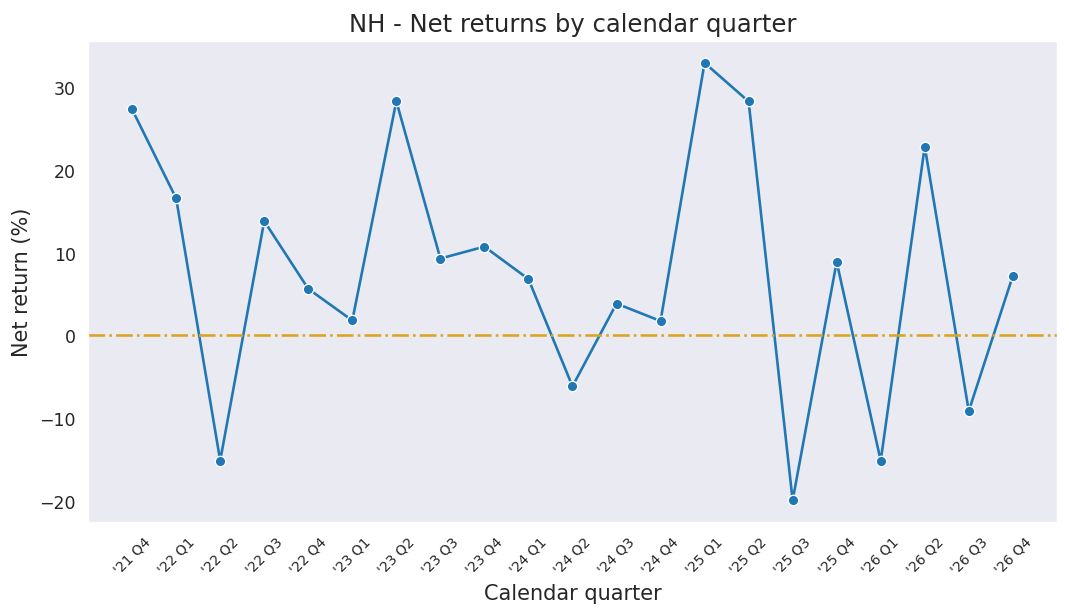 NH - Net returns by calendar quarter
Net return (%)
30
20
10
0
−10
−20
'21 Q4
'22 Q1
'22 Q2
'22 Q3
'22 Q4
'23 Q1
'23 Q2
'23 Q3
'23 Q4
'24 Q1
'24 Q2
'24 Q3
'24 Q4
'25 Q1
'25 Q2
'25 Q3
'25 Q4
'26 Q1
'26 Q2
'26 Q3
'26 Q4
Calendar quarter